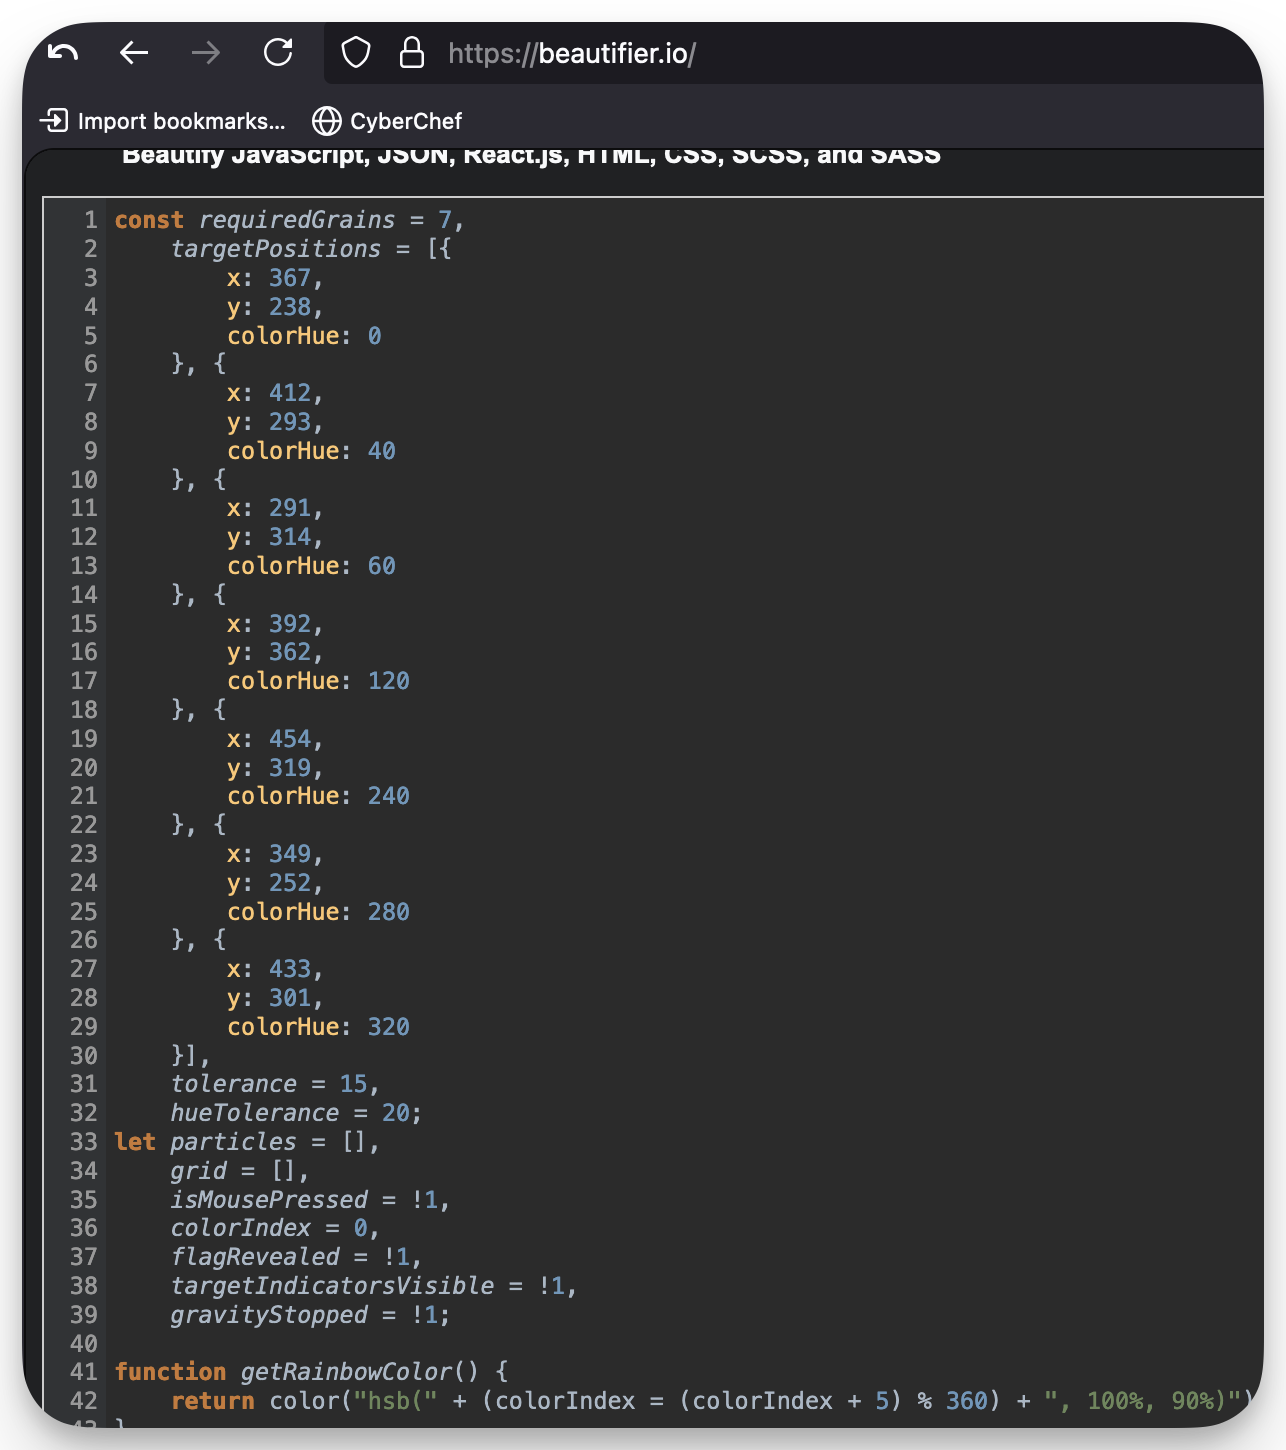 https://beautifier.io/
Import bookmarks... CyberChef
Beautify JavaScript, JSON, React.js, HTML, CSS, SCSS, and SASS
1 const requiredGrains = 7,
2     targetPositions = [{
3         x: 367,
4         y: 238,
5         colorHue: 0
6     }, {
7         x: 412,
8         y: 293,
9         colorHue: 40
10     }, {
11         x: 291,
12         y: 314,
13         colorHue: 60
14     }, {
15         x: 392,
16         y: 362,
17         colorHue: 120
18     }, {
19         x: 454,
20         y: 319,
21         colorHue: 240
22     }, {
23         x: 349,
24         y: 252,
25         colorHue: 280
26     }, {
27         x: 433,
28         y: 301,
29         colorHue: 320
30     }],
31     tolerance = 15,
32     hueTolerance = 20;
33 let particles = [],
34     grid = [],
35     isMousePressed = !1,
36     colorIndex = 0,
37     flagRevealed = !1,
38     targetIndicatorsVisible = !1,
39     gravityStopped = !1;
40
41 function getRainbowColor() {
42     return color("hsb(" + (colorIndex = (colorIndex + 5) % 360) + ", 100%, 90%)")
43 }